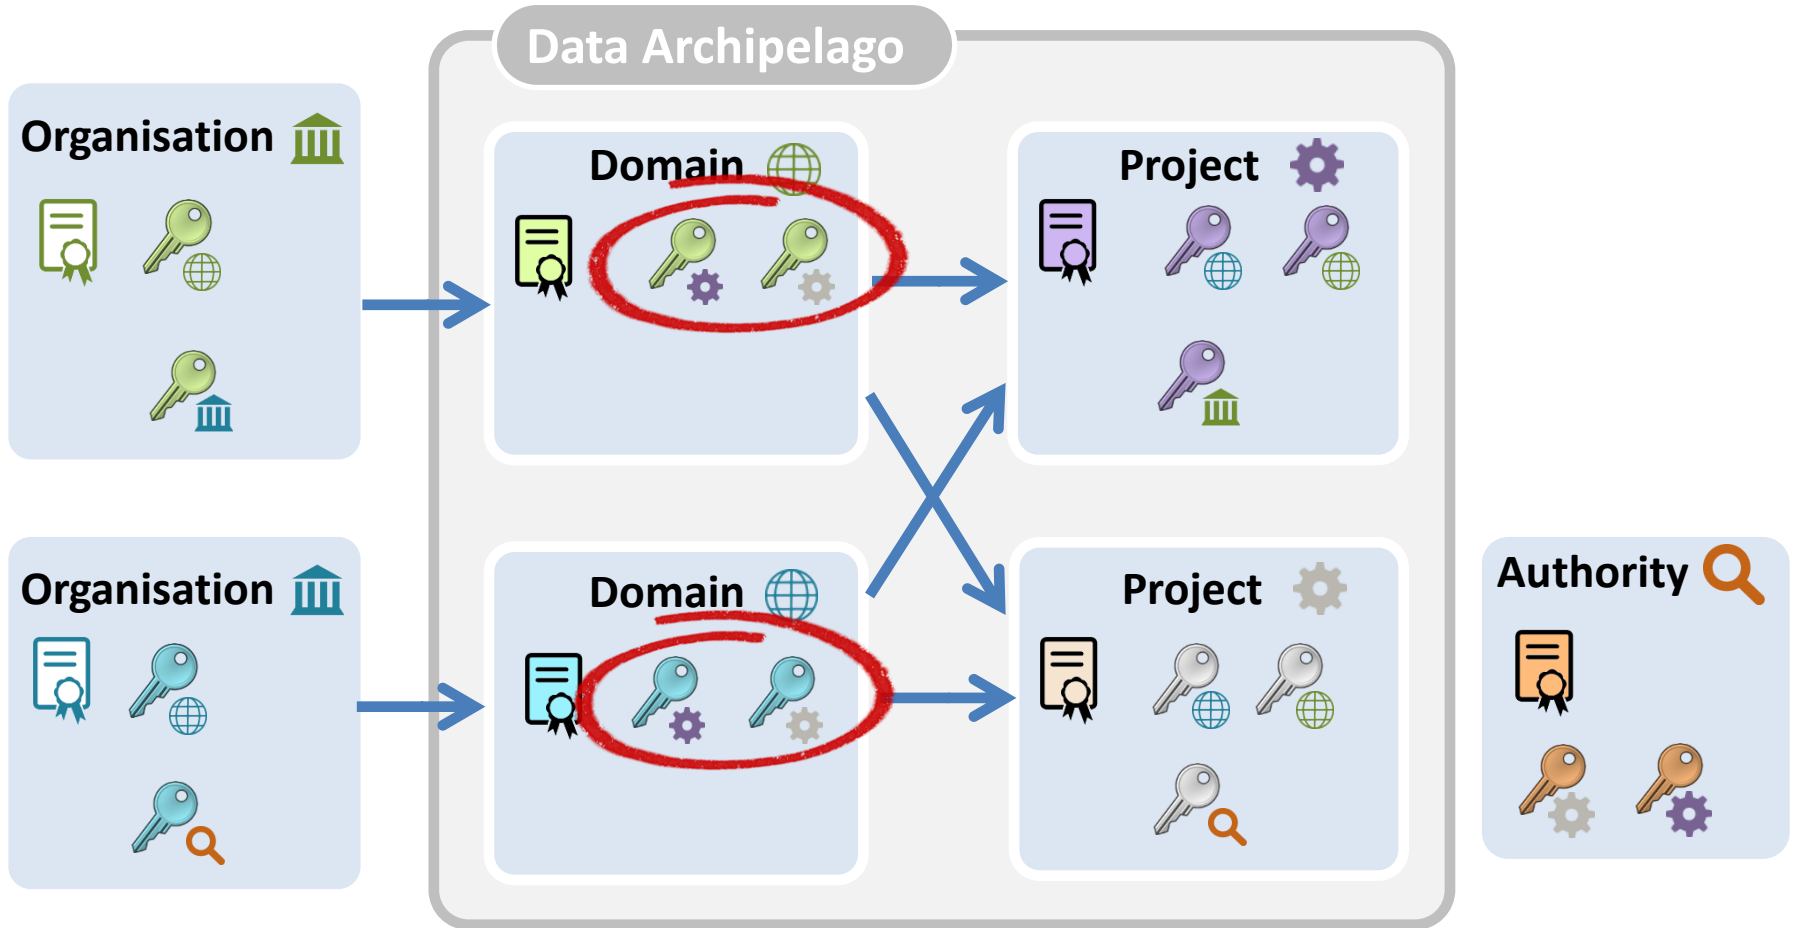 Data Archipelago
Organisation
Domain
Project
Organisation
Domain
Project
Authority